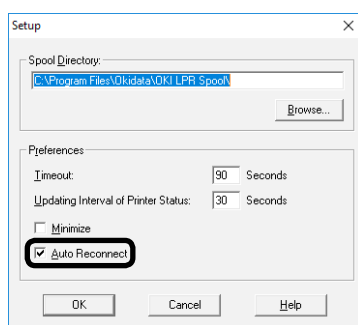 Setup
Spool Directory:
C:\Program Files\Okidata\OKI LPR Spool\
Browse...
Preferences
Timeout: 90 Seconds
Updating Interval of Printer Status: 30 Seconds
Minimize
Auto Reconnect
OK Cancel Help